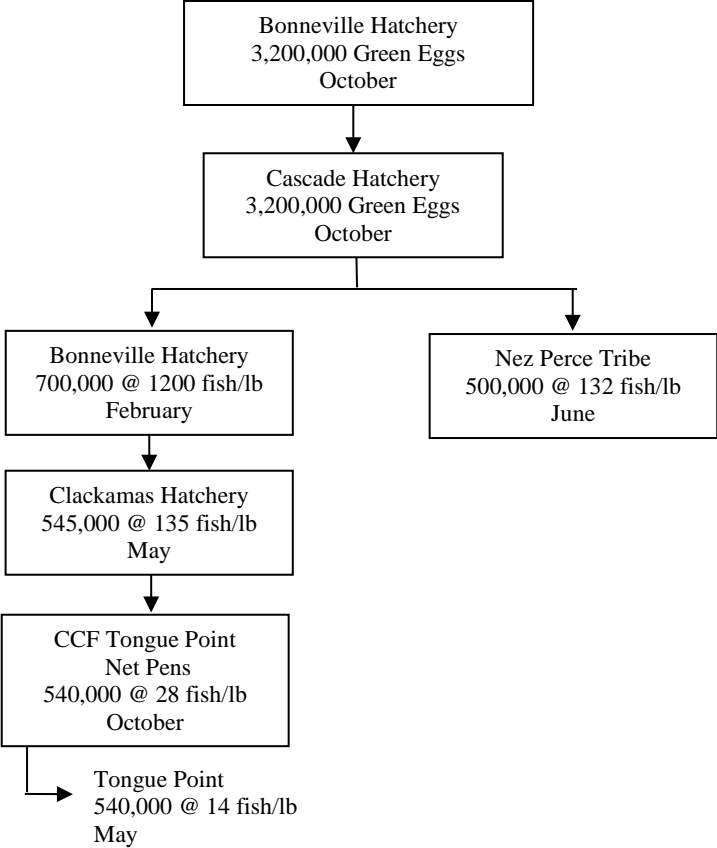 Bonneville Hatchery
3,200,000 Green Eggs
October
Cascade Hatchery
3,200,000 Green Eggs
October
Bonneville Hatchery
700,000 @ 1200 fish/lb
February
Nez Perce Tribe
500,000 @ 132 fish/lb
June
Clackamas Hatchery
545,000 @ 135 fish/lb
May
CCF Tongue Point
Net Pens
540,000 @ 28 fish/lb
October
Tongue Point
540,000 @ 14 fish/lb
May